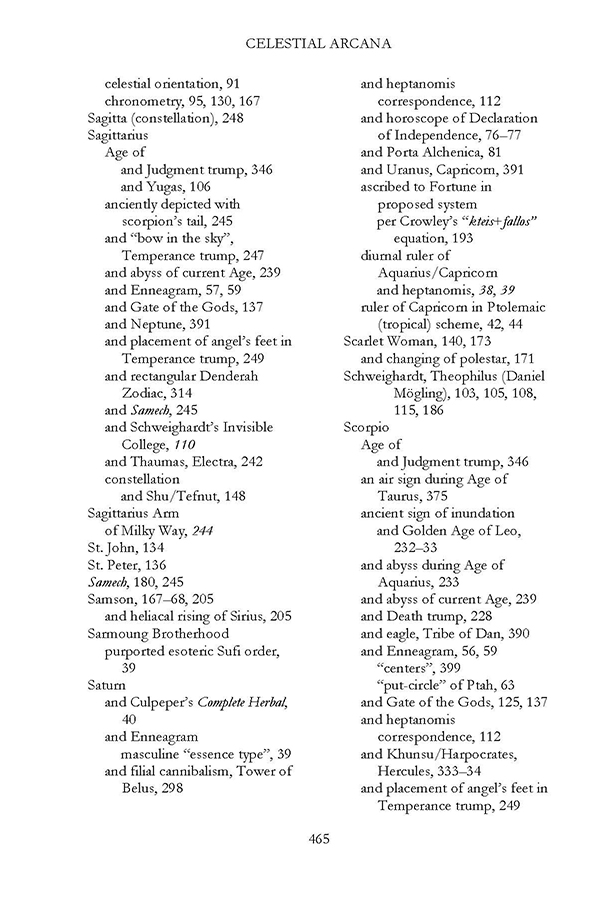 CELESTIAL ARCANA
celestial orientation, 91
chronometry, 95, 130, 167
Sagitta (constellation), 248
Sagittarius
Age of
and Judgment trump, 346
and Yugas, 106
anciently depicted with
scorpion’s tail, 245
and “bow in the sky”,
Temperance trump, 247
and abyss of current Age, 239
and Enneagram, 57, 59
and Gate of the Gods, 137
and Neptune, 391
and placement of angel’s feet in
Temperance trump, 249
and rectangular Denderah
Zodiac, 314
and Samech, 245
and Schweighardt’s Invisible
College, 110
and Thaumas, Electra, 242
constellation
and Shu/Tefnut, 148
Sagittarius Arm
of Milky Way, 244
St. John, 134
St. Peter, 136
Samech, 180, 245
Samson, 167–68, 205
and heliacal rising of Sirius, 205
Sarmoung Brotherhood
purported esoteric Sufi order,
39
Saturn
and Culpeper’s Complete Herbal,
40
and Enneagram
masculine “essence type”, 39
and filial cannibalism, Tower of
Belus, 298
and heptanomis
correspondence, 112
and horoscope of Declaration
of Independence, 76–77
and Porta Alchenica, 81
and Uranus, Capricorn, 391
ascribed to Fortune in
proposed system
per Crowley’s “kteis+fallos”
equation, 193
diurnal ruler of
Aquarius/Capricorn
and heptanomis, 38, 39
ruler of Capricorn in Ptolemaic
(tropical) scheme, 42, 44
Scarlet Woman, 140, 173
and changing of polestar, 171
Schweighardt, Theophilus (Daniel
Mögling), 103, 105, 108,
115, 186
Scorpio
Age of
and Judgment trump, 346
an air sign during Age of
Taurus, 375
ancient sign of inundation
and Golden Age of Leo,
232–33
and abyss during Age of
Aquarius, 233
and abyss of current Age, 239
and Death trump, 228
and eagle, Tribe of Dan, 390
and Enneagram, 56, 59
“centers”, 399
“put-circle” of Ptah, 63
and Gate of the Gods, 125, 137
and heptanomis
correspondence, 112
and Khunsu/Harpocrates,
Hercules, 333–34
and placement of angel’s feet in
Temperance trump, 249
465